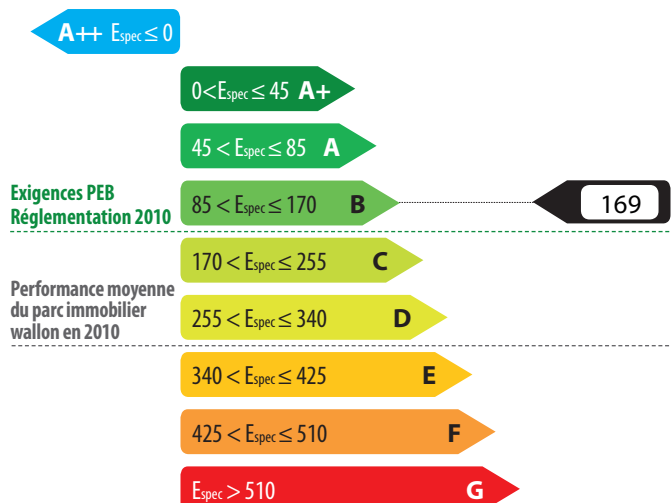 A++ Espec ≤ 0
0<Espec ≤ 45 A+
45 < Espec ≤ 85 A
Exigences PEB
Réglementation 2010
85 < Espec ≤ 170 B
169
170 < Espec ≤ 255 C
Performance moyenne
du parc immobilier
wallon en 2010
255 < Espec ≤ 340 D
340 < Espec ≤ 425 E
425 < Espec ≤ 510 F
Espec > 510 G